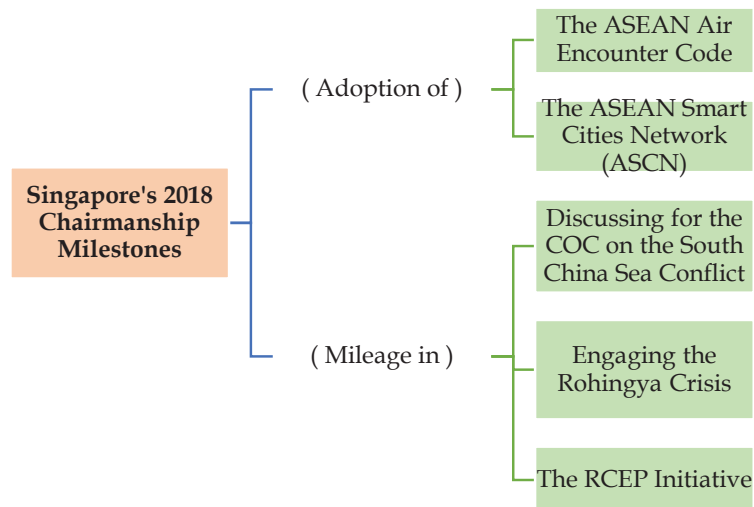 Singapore's 2018
Chairmanship
Milestones
( Adoption of )
The ASEAN Air
Encounter Code
The ASEAN Smart
Cities Network
(ASCN)
( Mileage in )
Discussing for the
COC on the South
China Sea Conflict
Engaging the
Rohingya Crisis
The RCEP Initiative